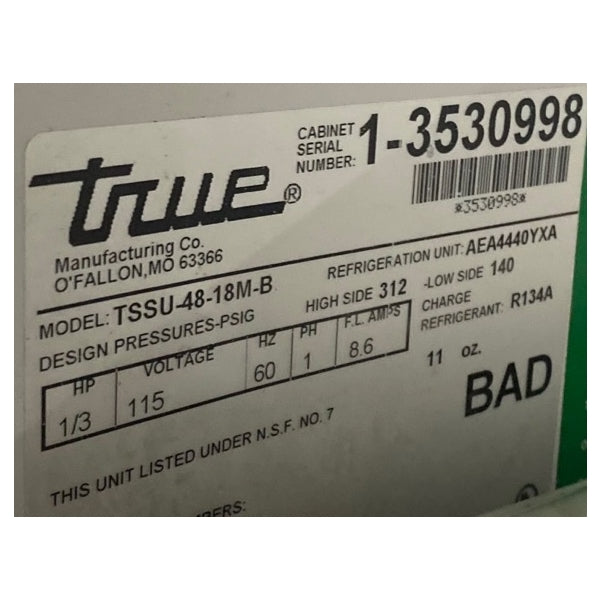 true®
Manufacturing Co.
O'FALLON, MO 63366
CABINET
SERIAL
NUMBER: 1-3530998
*3530998*
MODEL: TSSU-48-18M-B
REFRIGERATION UNIT: AEA4440YXA
DESIGN PRESSURES-PSIG HIGH SIDE 312 -LOW SIDE 140
HP VOLTAGE HZ PH F.L. AMPS
1/3 115 60 1 8.6
CHARGE
REFRIGERANT: R134A
11 oz.
BAD
THIS UNIT LISTED UNDER N.S.F. NO. 7